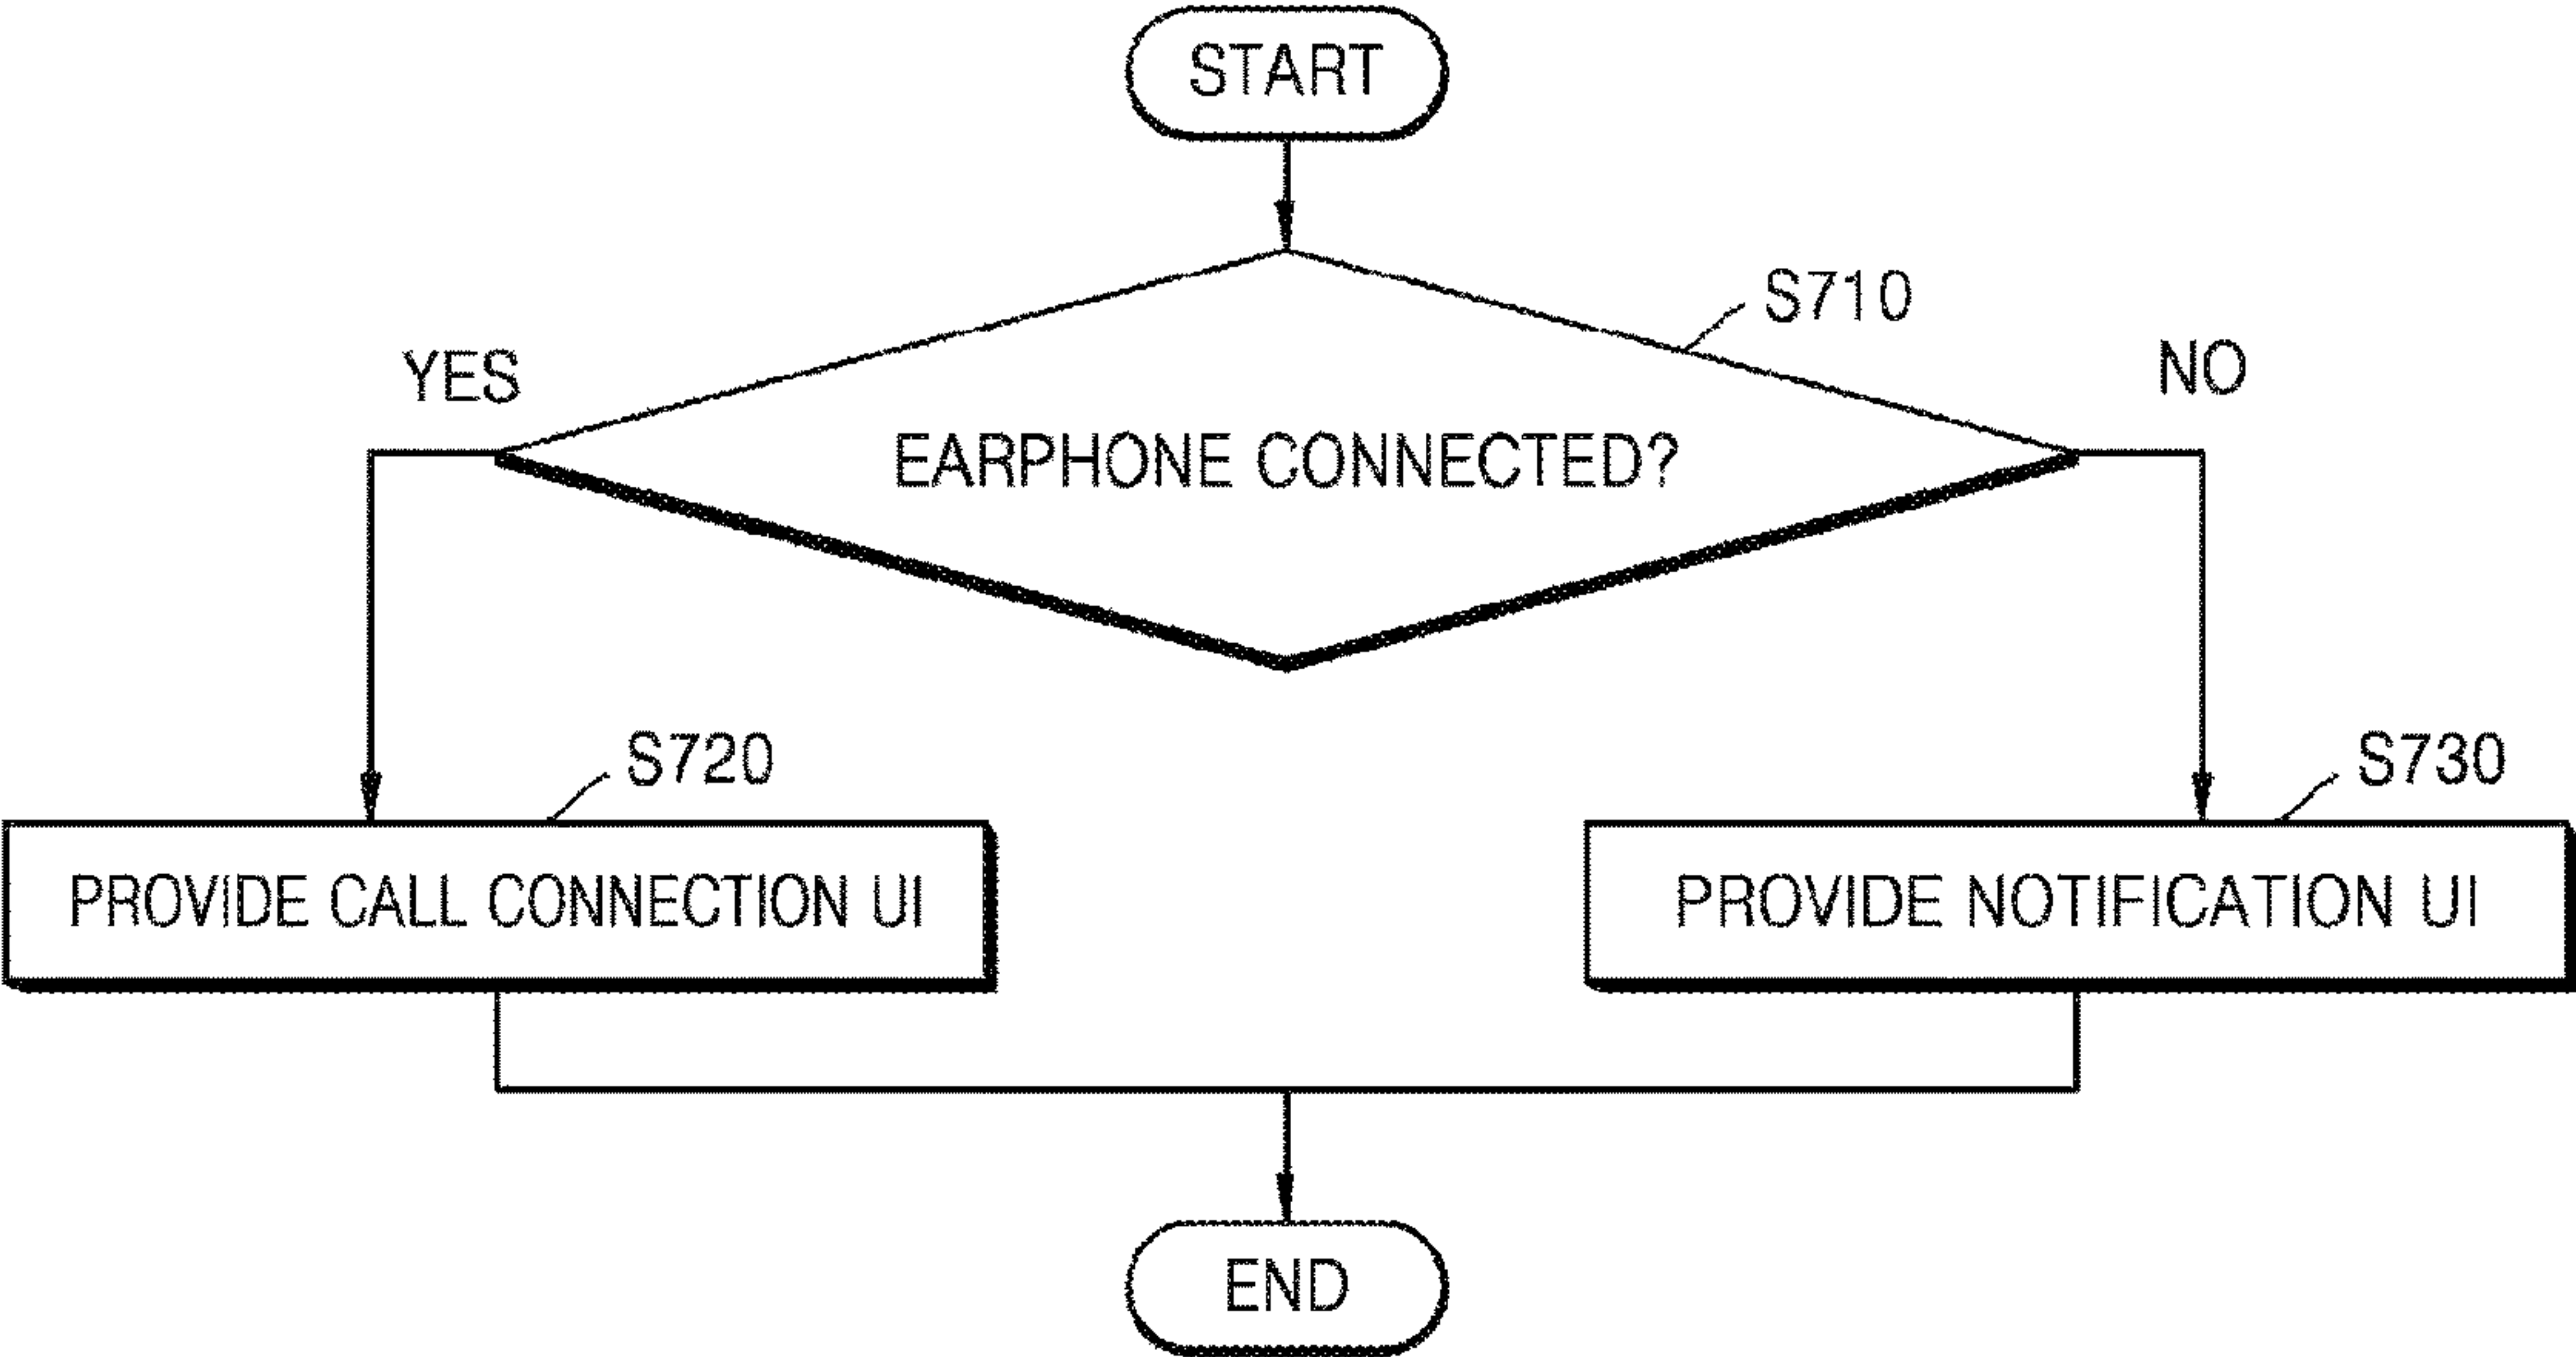 START
S710
YES
NO
EARPHONE CONNECTED?
S720
S730
PROVIDE CALL CONNECTION UI
PROVIDE NOTIFICATION UI
END